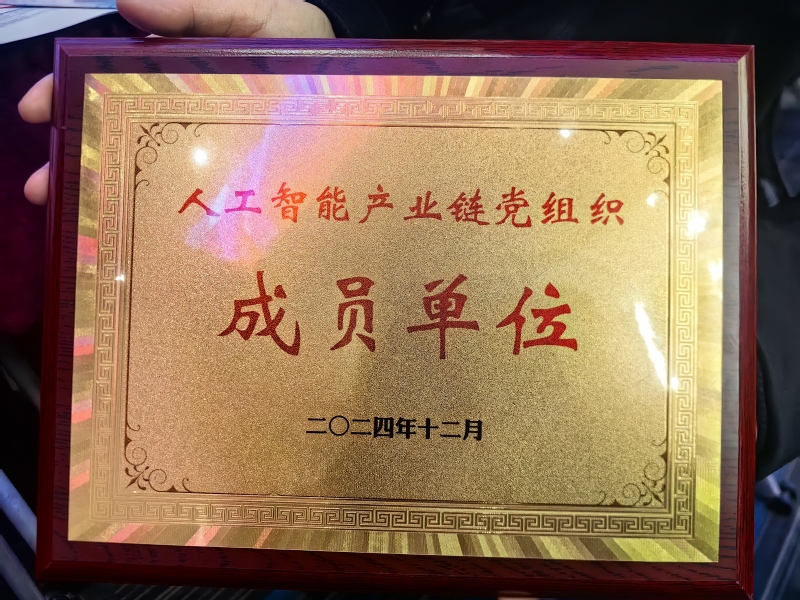 人工智能产业链党组织
成员单位
二〇二四年十二月